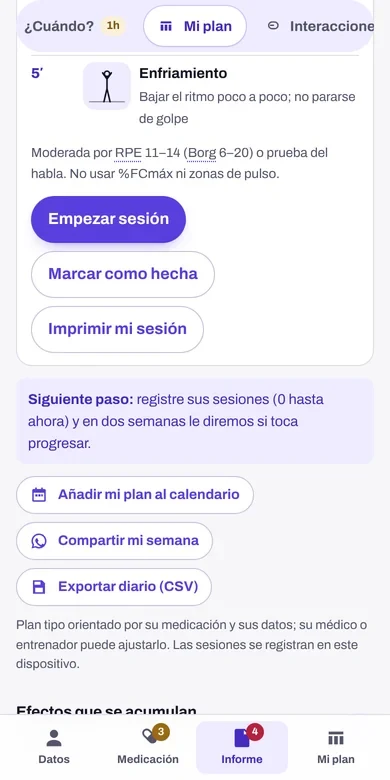 ¿Cuándo? 1h Mi plan Interaccione
5′ Enfriamiento
Bajar el ritmo poco a poco; no pararse
de golpe
Moderada por RPE 11–14 (Borg 6–20) o prueba del
habla. No usar %FCmáx ni zonas de pulso.
Empezar sesión
Marcar como hecha
Imprimir mi sesión
Siguiente paso: registre sus sesiones (0 hasta
ahora) y en dos semanas le diremos si toca
progresar.
Añadir mi plan al calendario
Compartir mi semana
Exportar diario (CSV)
Plan tipo orientado por su medicación y sus datos; su médico o
entrenador puede ajustarlo. Las sesiones se registran en este
dispositivo.
Efectos que se acumulan
3 4
Datos Medicación Informe Mi plan